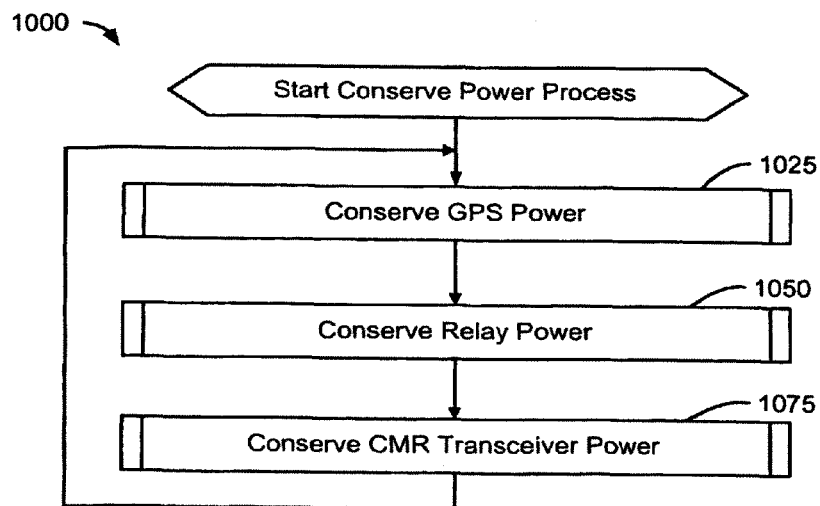 1000
Start Conserve Power Process
1025
Conserve GPS Power
1050
Conserve Relay Power
1075
Conserve CMR Transceiver Power